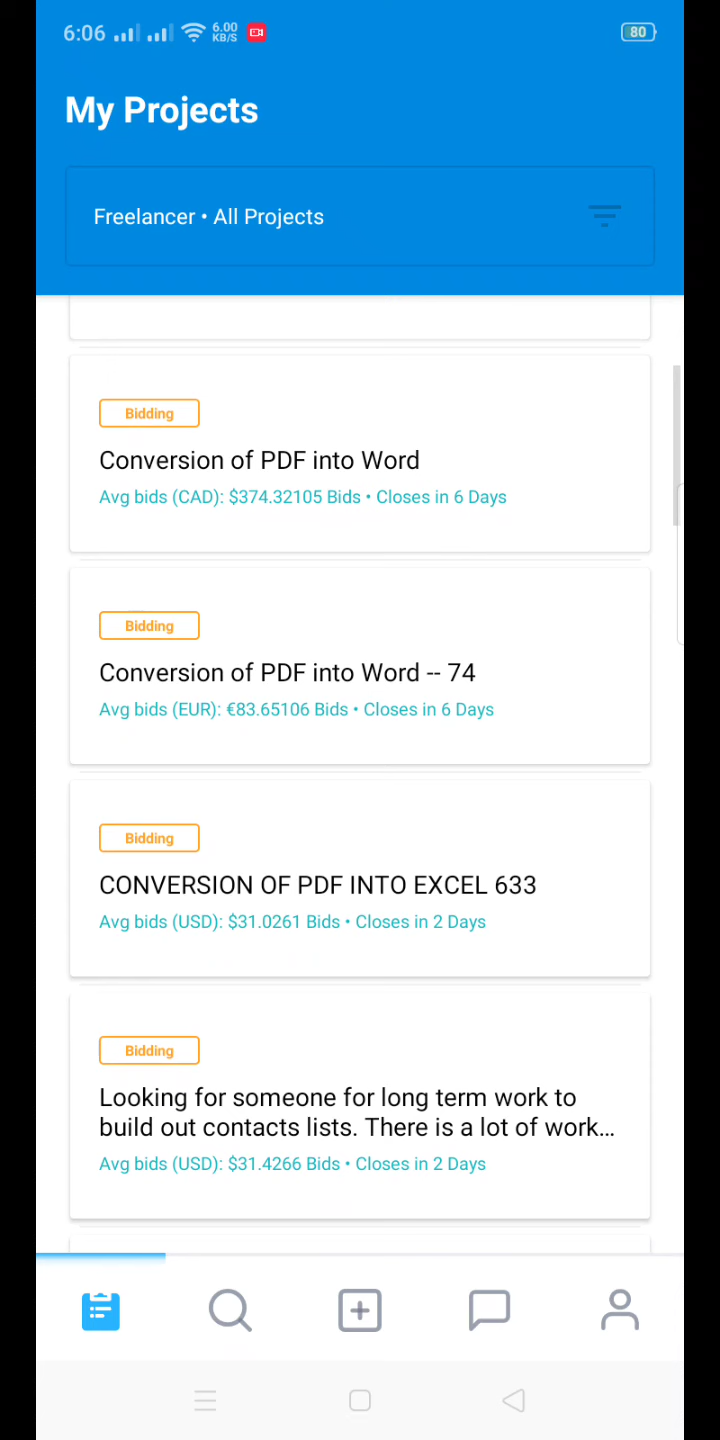 6:06
6.00
KB/S
80
My Projects
Freelancer • All Projects
Bidding
Conversion of PDF into Word
Avg bids (CAD): $374.32105 Bids • Closes in 6 Days
Bidding
Conversion of PDF into Word -- 74
Avg bids (EUR): €83.65106 Bids • Closes in 6 Days
Bidding
CONVERSION OF PDF INTO EXCEL 633
Avg bids (USD): $31.0261 Bids • Closes in 2 Days
Bidding
Looking for someone for long term work to
build out contacts lists. There is a lot of work...
Avg bids (USD): $31.4266 Bids • Closes in 2 Days